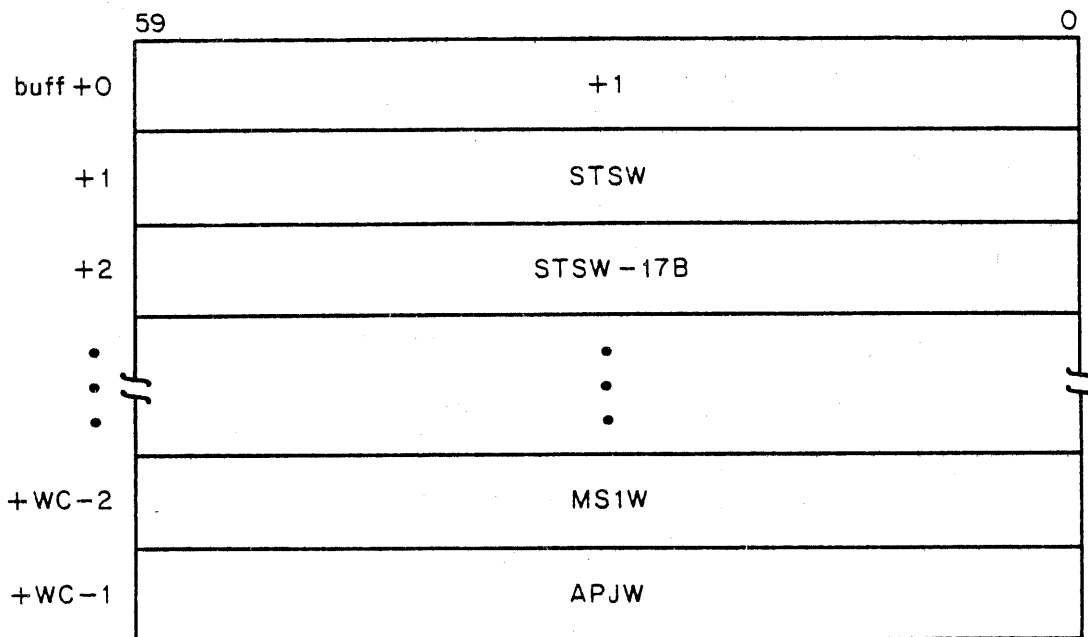 59 0
buff +0 +1
+1 STSW
+2 STSW-17B
+WC-2 MS1W
+WC-1 APJW